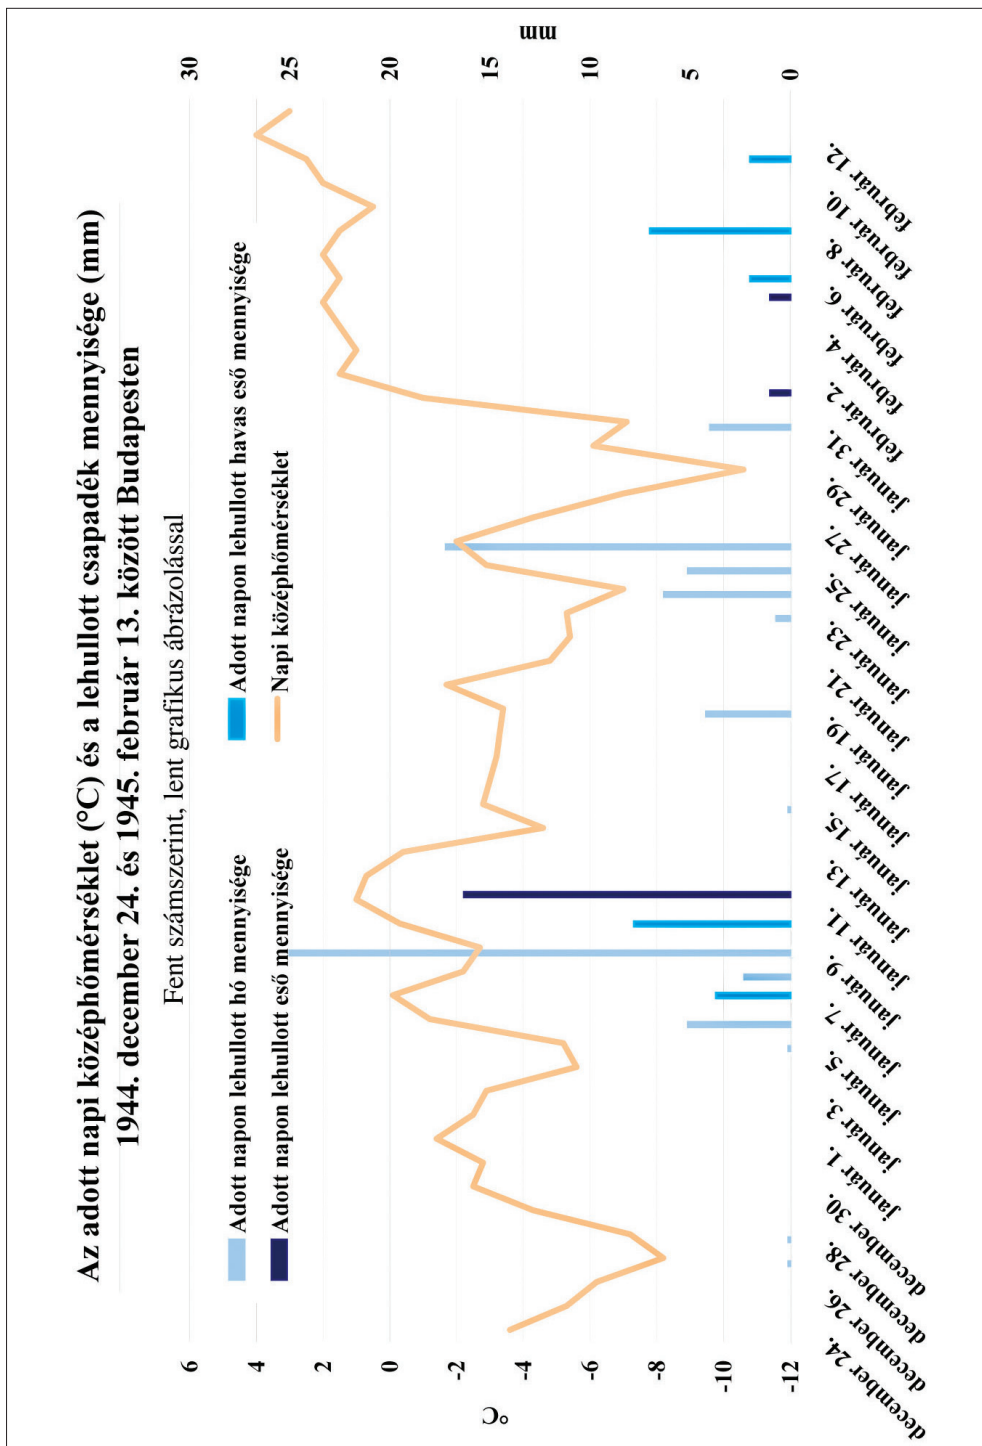 Az adott napi középhőmérséklet (°C) és a lehullott csapadék mennyisége (mm)
1944. december 24. és 1945. február 13. között Budapesten
Fent számszerint, lent grafikus ábrázolással
Adott napon lehullott hó mennyisége
Adott napon lehullott havas eső mennyisége
Adott napon lehullott eső mennyisége
Napi középhőmérséklet
°C
6
4
2
0
-2
-4
-6
-8
-10
-12
mm
30
25
20
15
10
5
0
december 24.
december 26.
december 28.
december 30.
január 1.
január 3.
január 5.
január 7.
január 9.
január 11.
január 13.
január 15.
január 17.
január 19.
január 21.
január 23.
január 25.
január 27.
január 29.
január 31.
február 2.
február 4.
február 6.
február 8.
február 10.
február 12.